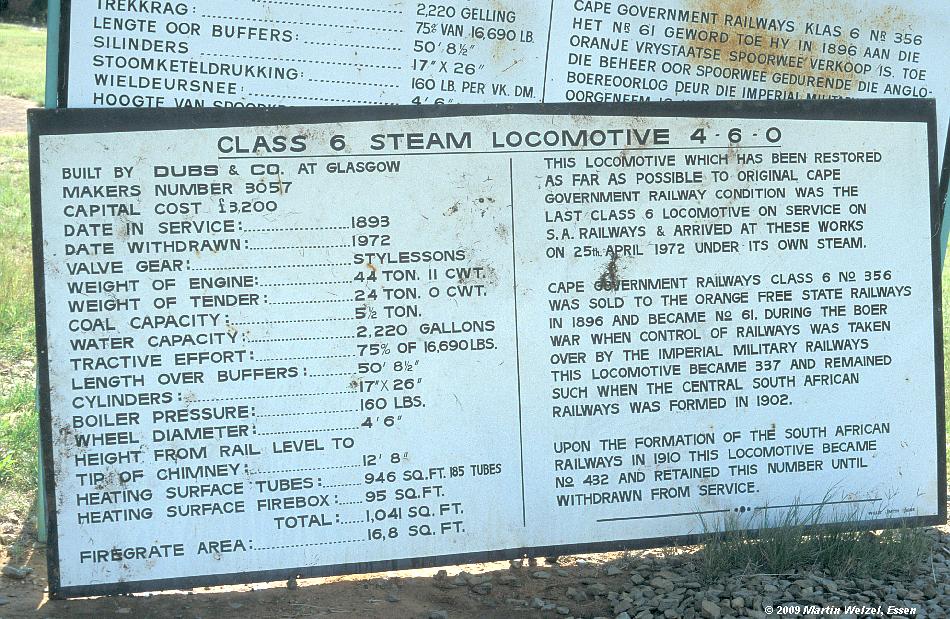 TREKKRAG: 2,220 GELLING
LENGTE OOR BUFFERS: 75% VAN 16,690 LB.
SILINDERS 50' 8½"
STOOMKETELDRUKKING: 17" X 26"
WIELDEURSNEE: 160 LB. PER VK. DM.
HOOGTE VAN 4' 6"
CAPE GOVERNMENT RAILWAYS KLAS 6 Nº 356
HET Nº 61 GEWORD TOE HY IN 1896 AAN DIE
ORANJE VRYSTAATSE SPOORWEË VERKOOP IS. TOE
DIE BEHEER OOR SPOORWEË GEDURENDE DIE ANGLO-
BOEREOORLOG DEUR DIE IMPERIAL
OORGENEEM IS
CLASS 6 STEAM LOCOMOTIVE 4-6-0
BUILT BY DUBS & CO. AT GLASGOW
MAKERS NUMBER 3057
CAPITAL COST £3,200
DATE IN SERVICE: 1893
DATE WITHDRAWN: 1972
VALVE GEAR: STYLESSONS
WEIGHT OF ENGINE: 44 TON. 11 CWT.
WEIGHT OF TENDER: 24 TON. 0 CWT.
COAL CAPACITY: 5½ TON.
WATER CAPACITY: 2,220 GALLONS
TRACTIVE EFFORT: 75% OF 16,690 LBS.
LENGTH OVER BUFFERS: 50' 8½"
CYLINDERS: 17" X 26"
BOILER PRESSURE: 160 LBS.
WHEEL DIAMETER: 4' 6"
HEIGHT FROM RAIL LEVEL TO
TIP OF CHIMNEY: 12' 8"
HEATING SURFACE TUBES: 946 SQ.FT. 185 TUBES
HEATING SURFACE FIREBOX: 95 SQ.FT.
TOTAL: 1,041 SQ. FT.
FIREGRATE AREA: 16,8 SQ. FT.
THIS LOCOMOTIVE WHICH HAS BEEN RESTORED
AS FAR AS POSSIBLE TO ORIGINAL CAPE
GOVERNMENT RAILWAY CONDITION WAS THE
LAST CLASS 6 LOCOMOTIVE ON SERVICE ON
S.A. RAILWAYS & ARRIVED AT THESE WORKS
ON 25th APRIL 1972 UNDER ITS OWN STEAM.
CAPE GOVERNMENT RAILWAYS CLASS 6 Nº 356
WAS SOLD TO THE ORANGE FREE STATE RAILWAYS
IN 1896 AND BECAME Nº 61. DURING THE BOER
WAR WHEN CONTROL OF RAILWAYS WAS TAKEN
OVER BY THE IMPERIAL MILITARY RAILWAYS
THIS LOCOMOTIVE BECAME 337 AND REMAINED
SUCH WHEN THE CENTRAL SOUTH AFRICAN
RAILWAYS WAS FORMED IN 1902.
UPON THE FORMATION OF THE SOUTH AFRICAN
RAILWAYS IN 1910 THIS LOCOMOTIVE BECAME
Nº 432 AND RETAINED THIS NUMBER UNTIL
WITHDRAWN FROM SERVICE.
© 2009 Martin Welzel, Essen